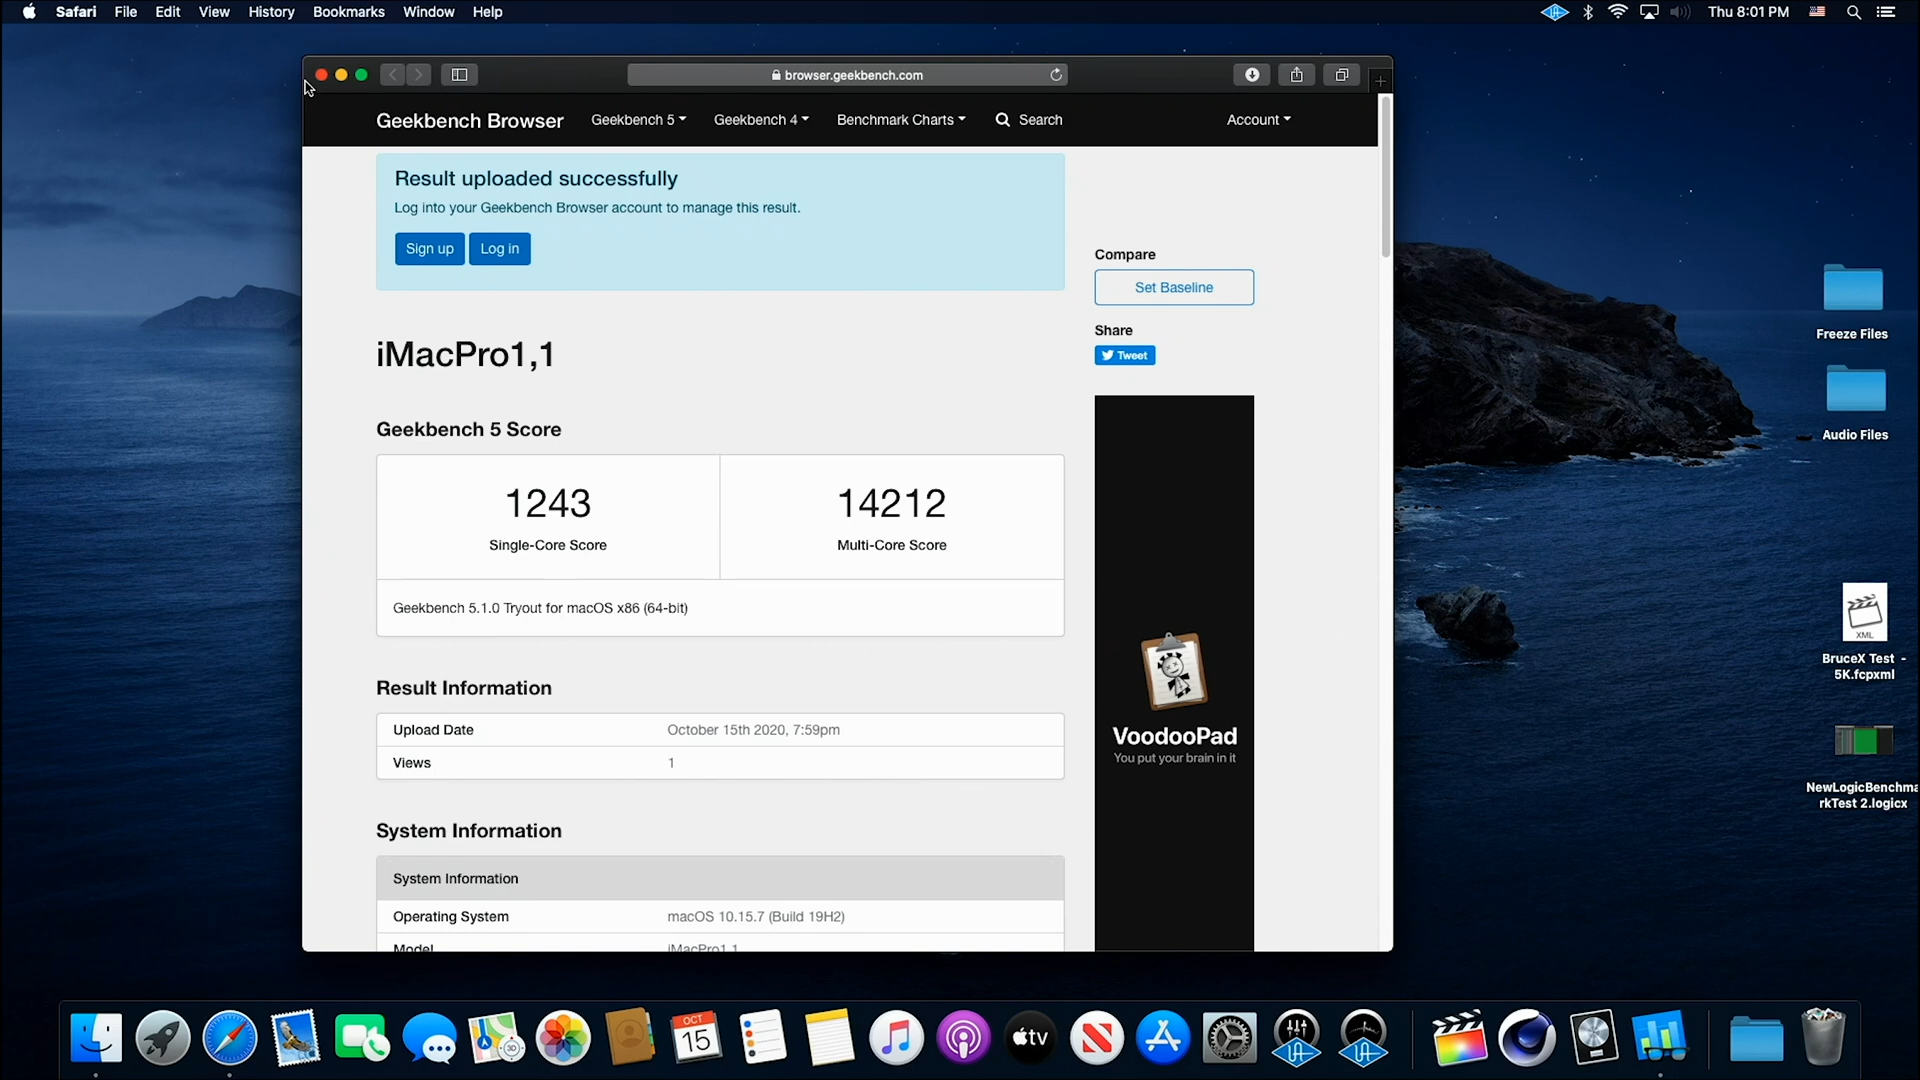 Safari File Edit View History Bookmarks Window Help
Thu 8:01 PM
browser.geekbench.com
Geekbench Browser Geekbench 5 Geekbench 4 Benchmark Charts Search Account
Result uploaded successfully
Log into your Geekbench Browser account to manage this result.
Sign up Log in
Compare
Set Baseline
Share
Tweet
iMacPro1,1
Geekbench 5 Score
1243
Single-Core Score
14212
Multi-Core Score
Geekbench 5.1.0 Tryout for macOS x86 (64-bit)
Result Information
Upload Date October 15th 2020, 7:59pm
Views 1
System Information
System Information
Operating System macOS 10.15.7 (Build 19H2)
Model iMacPro1,1
VoodooPad
You put your brain in it
Freeze Files
Audio Files
XML
BruceX Test -
5K.fcpxml
NewLogicBenchma
rkTest 2.logicx
OCT
15
3D
tv